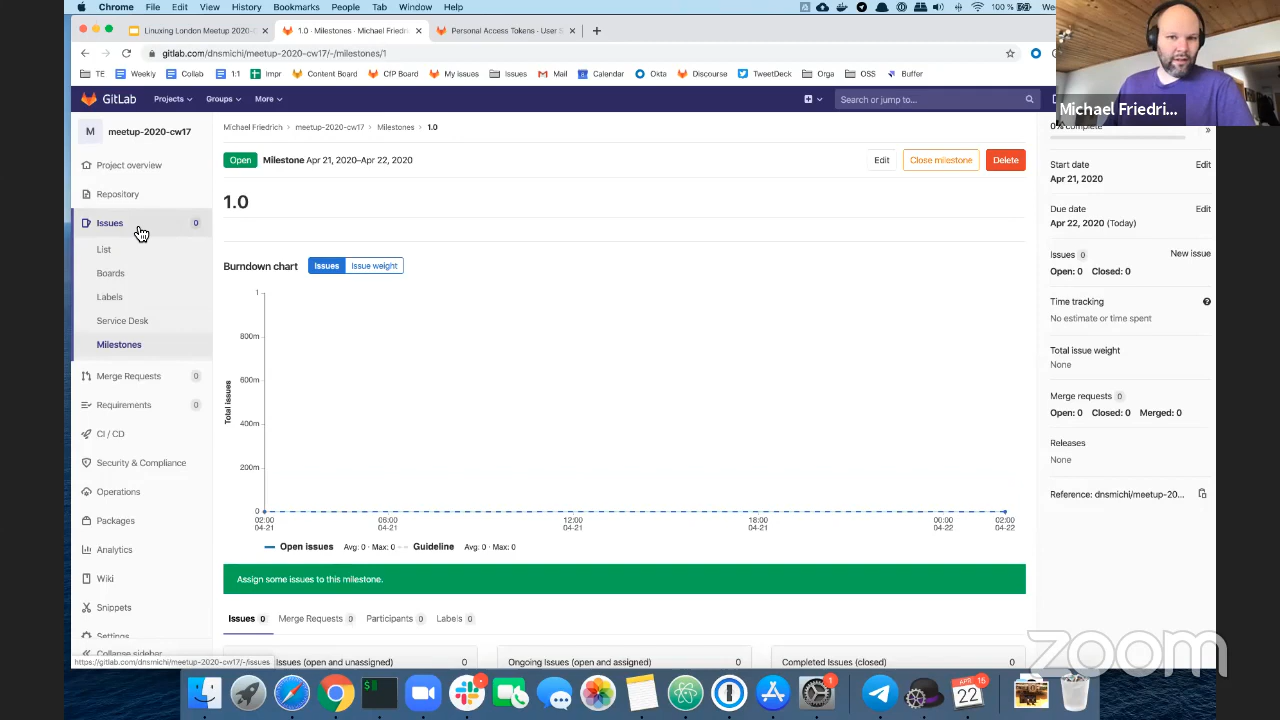 Chrome File Edit View History Bookmarks People Tab Window Help 100 %
Linuxing London Meetup 2020-
1.0 · Milestones · Michael Friedr
Personal Access Tokens · User S
gitlab.com/dnsmichi/meetup-2020-cw17/-/milestones/1
TE Weekly Collab 1:1 Impr Content Board CfP Board My issues Issues Mail Calendar Okta Discourse TweetDeck Orga OSS Buffer
GitLab Projects Groups More Search or jump to...
Michael Friedri...
M meetup-2020-cw17
Project overview
Repository
Issues 0
List
Boards
Labels
Service Desk
Milestones
Merge Requests 0
Requirements 0
CI / CD
Security & Compliance
Operations
Packages
Analytics
Wiki
Snippets
Settings
Collapse sidebar
https://gitlab.com/dnsmichi/meetup-2020-cw17/-/issues
Michael Friedrich > meetup-2020-cw17 > Milestones > 1.0
Open Milestone Apr 21, 2020–Apr 22, 2020 Edit Close milestone Delete
1.0
Burndown chart Issues Issue weight
Total issues
1
800m
600m
400m
200m
0
02:00 06:00 12:00 18:00 00:00 02:00
04-21 04-21 04-21 04-21 04-22 04-22
Open issues Avg: 0 · Max: 0 Guideline Avg: 0 · Max: 0
Assign some issues to this milestone.
Issues 0 Merge Requests 0 Participants 0 Labels 0
Issues (open and unassigned) 0
Ongoing Issues (open and assigned) 0
Completed Issues (closed) 0
0% complete »
Start date Edit
Apr 21, 2020
Due date Edit
Apr 22, 2020 (Today)
Issues 0 New issue
Open: 0 Closed: 0
Time tracking
No estimate or time spent
Total issue weight
None
Merge requests 0
Open: 0 Closed: 0 Merged: 0
Releases
None
Reference: dnsmichi/meetup-20...
zoom
1
APR 16
22